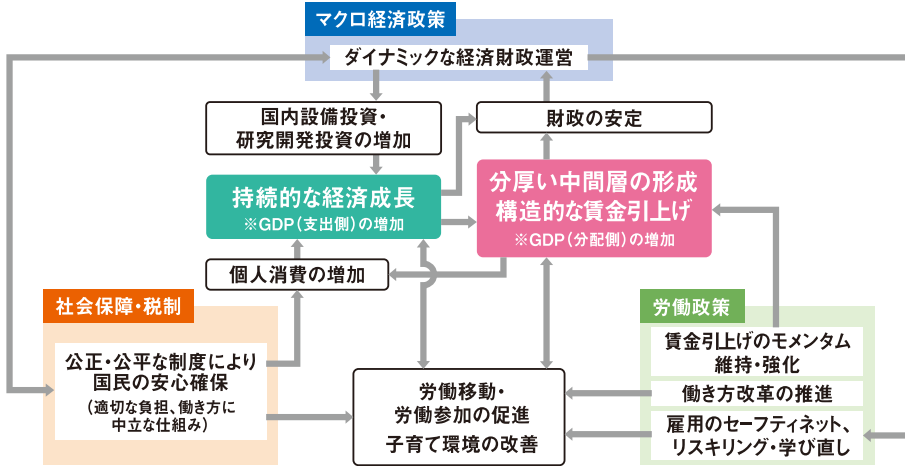 マクロ経済政策
ダイナミックな経済財政運営
国内設備投資・
研究開発投資の増加
財政の安定
持続的な経済成長
※GDP（支出側）の増加
分厚い中間層の形成
構造的な賃金引上げ
※GDP（分配側）の増加
個人消費の増加
社会保障・税制
公正・公平な制度により
国民の安心確保
（適切な負担、働き方に
中立な仕組み）
労働移動・
労働参加の促進
子育て環境の改善
労働政策
賃金引上げのモメンタム
維持・強化
働き方改革の推進
雇用のセーフティネット、
リスキリング・学び直し